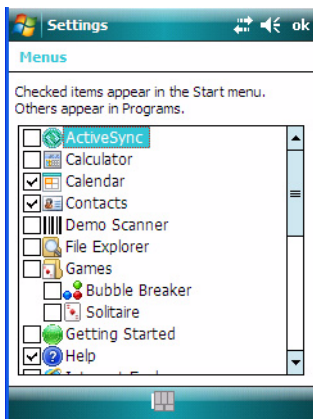 Settings ok
Menus
Checked items appear in the Start menu.
Others appear in Programs.
ActiveSync
Calculator
Calendar
Contacts
Demo Scanner
File Explorer
Games
Bubble Breaker
Solitaire
Getting Started
Help